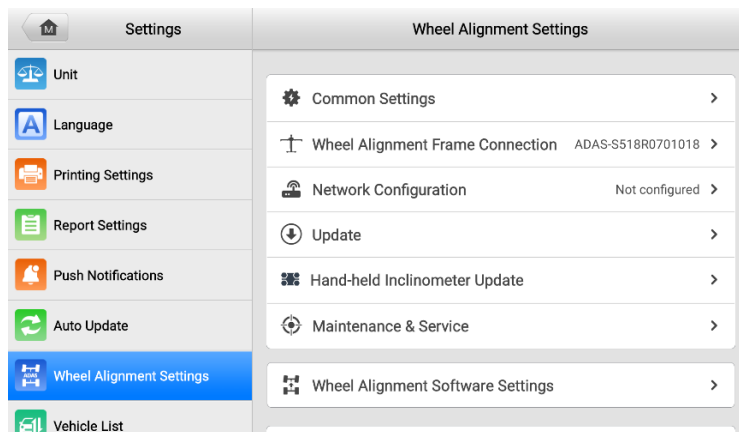 M
Settings
Wheel Alignment Settings
Unit
Language
Printing Settings
Report Settings
Push Notifications
Auto Update
ADAS
Wheel Alignment Settings
Vehicle List
Common Settings
Wheel Alignment Frame Connection ADAS-S518R0701018
Network Configuration Not configured
Update
Hand-held Inclinometer Update
Maintenance & Service
Wheel Alignment Software Settings